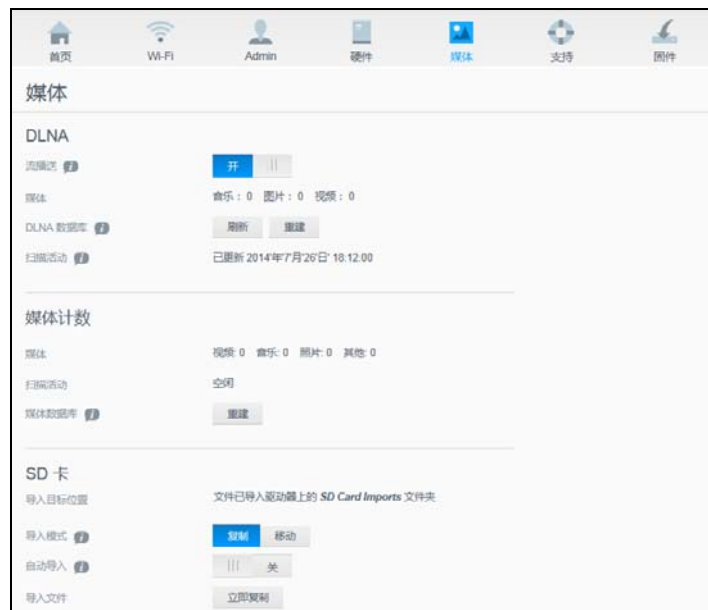 首页 Wi-Fi Admin 硬件 媒体 支持 固件
媒体
DLNA
流播送 开
媒体 音乐：0 图片：0 视频：0
DLNA 数据库 刷新 重建
扫描活动 已更新 2014'年'7'月'26'日' 18:12:00
媒体计数
媒体 视频: 0 音乐: 0 照片: 0 其他: 0
扫描活动 空闲
媒体数据库 重建
SD 卡
导入目标位置 文件已导入驱动器上的 SD Card Imports 文件夹
导入模式 复制 移动
自动导入 关
导入文件 立即复制